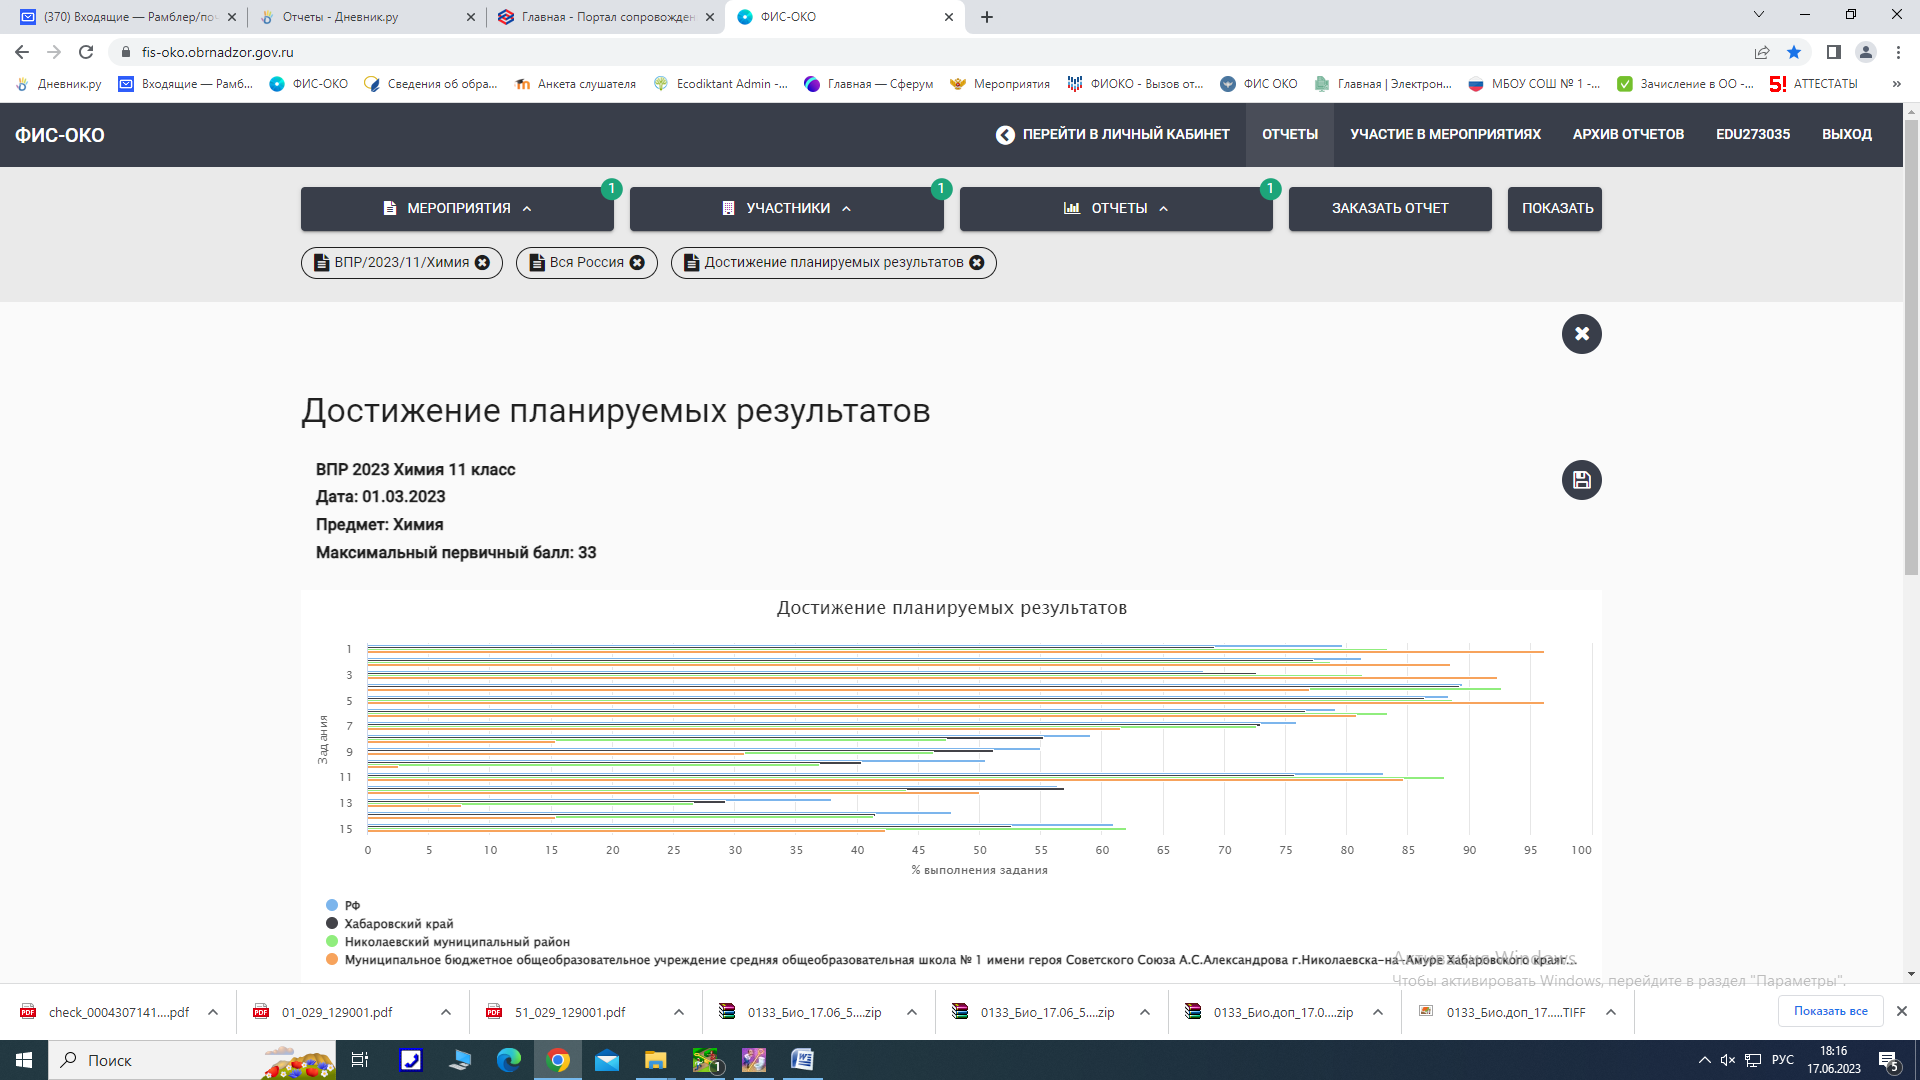 (370) Входящие — Рамблер/поч
Отчеты - Дневник.ру
Главная - Портал сопровожден
ФИС-ОКО
fis-oko.obrnadzor.gov.ru
Дневник.ру
Входящие — Рамб...
ФИС-ОКО
Сведения об обра...
Анкета слушателя
Ecodiktant Admin -...
Главная — Сферум
Мероприятия
ФИОКО - Вызов от...
ФИС ОКО
Главная | Электрон...
МБОУ СОШ № 1 -...
Зачисление в ОО -...
5! АТТЕСТАТЫ
»
ФИС-ОКО
ПЕРЕЙТИ В ЛИЧНЫЙ КАБИНЕТ
ОТЧЕТЫ
УЧАСТИЕ В МЕРОПРИЯТИЯХ
АРХИВ ОТЧЕТОВ
EDU273035
ВЫХОД
МЕРОПРИЯТИЯ 1
УЧАСТНИКИ 1
ОТЧЕТЫ 1
ЗАКАЗАТЬ ОТЧЕТ
ПОКАЗАТЬ
ВПР/2023/11/Химия
Вся Россия
Достижение планируемых результатов
Достижение планируемых результатов
ВПР 2023 Химия 11 класс
Дата: 01.03.2023
Предмет: Химия
Максимальный первичный балл: 33
Достижение планируемых результатов
Задания
1
3
5
7
9
11
13
15
0 5 10 15 20 25 30 35 40 45 50 55 60 65 70 75 80 85 90 95 100
% выполнения задания
РФ
Хабаровский край
Николаевский муниципальный район
Муниципальное бюджетное общеобразовательное учреждение средняя общеобразовательная школа № 1 имени героя Советского Союза А.С.Александрова г.Николаевска-на-Амуре Хабаровского края...
Активация Windows
Чтобы активировать Windows, перейдите в раздел "Параметры".
check_0004307141....pdf
01_029_129001.pdf
51_029_129001.pdf
0133_Био_17.06_5....zip
0133_Био_17.06_5....zip
0133_Био.доп_17.0....zip
0133_Био.доп_17.....TIFF
Показать все
Поиск
1
РУС
18:16
17.06.2023
5